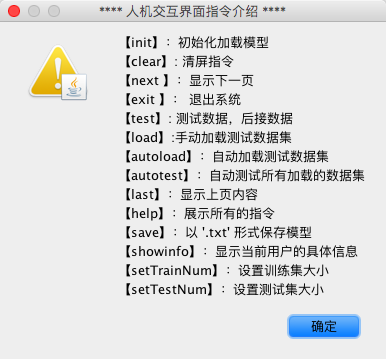 **** 人机交互界面指令介绍 ****
【init】：初始化加载模型
【clear】: 清屏指令
【next 】：显示下一页
【exit 】： 退出系统
【test】: 测试数据，后接数据
【load】:手动加载测试数据集
【autoload】：自动加载测试数据集
【autotest】：自动测试所有加载的数据集
【last】：显示上页内容
【help】：展示所有的指令
【save】：以 '.txt' 形式保存模型
【showinfo】：显示当前用户的具体信息
【setTrainNum】：设置训练集大小
【setTestNum】：设置测试集大小
确定